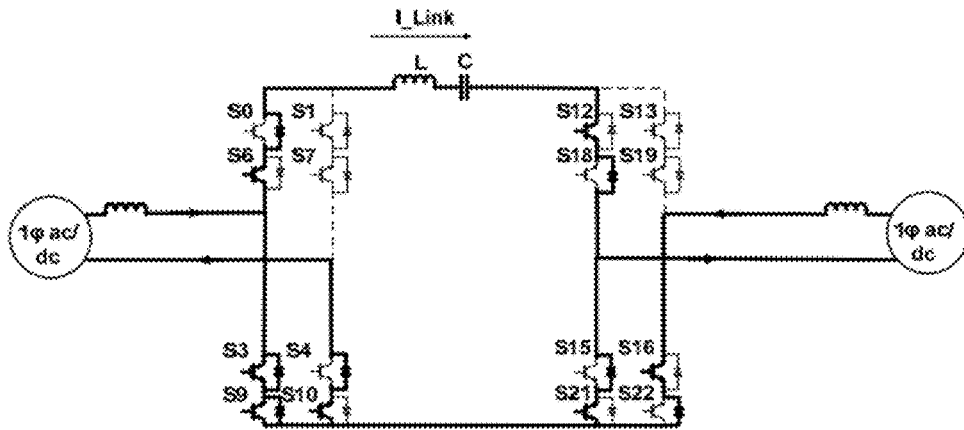 I_Link
L C
S0 S1 S12 S13
S6 S7 S18 S19
1φ ac/ 1φ ac/
dc dc
S3 S4 S15 S16
S9 S10 S21 S22